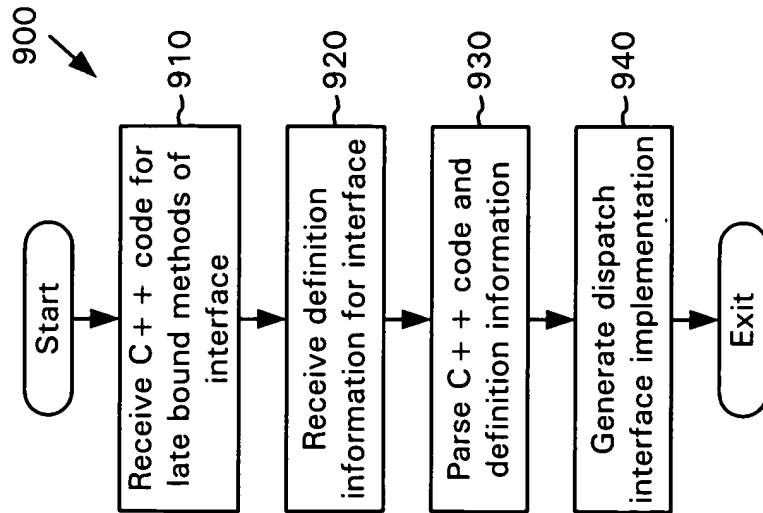 900
Start
Receive C++ code for
late bound methods of
interface
910
Receive definition
information for interface
920
Parse C++ code and
definition information
930
Generate dispatch
interface implementation
940
Exit